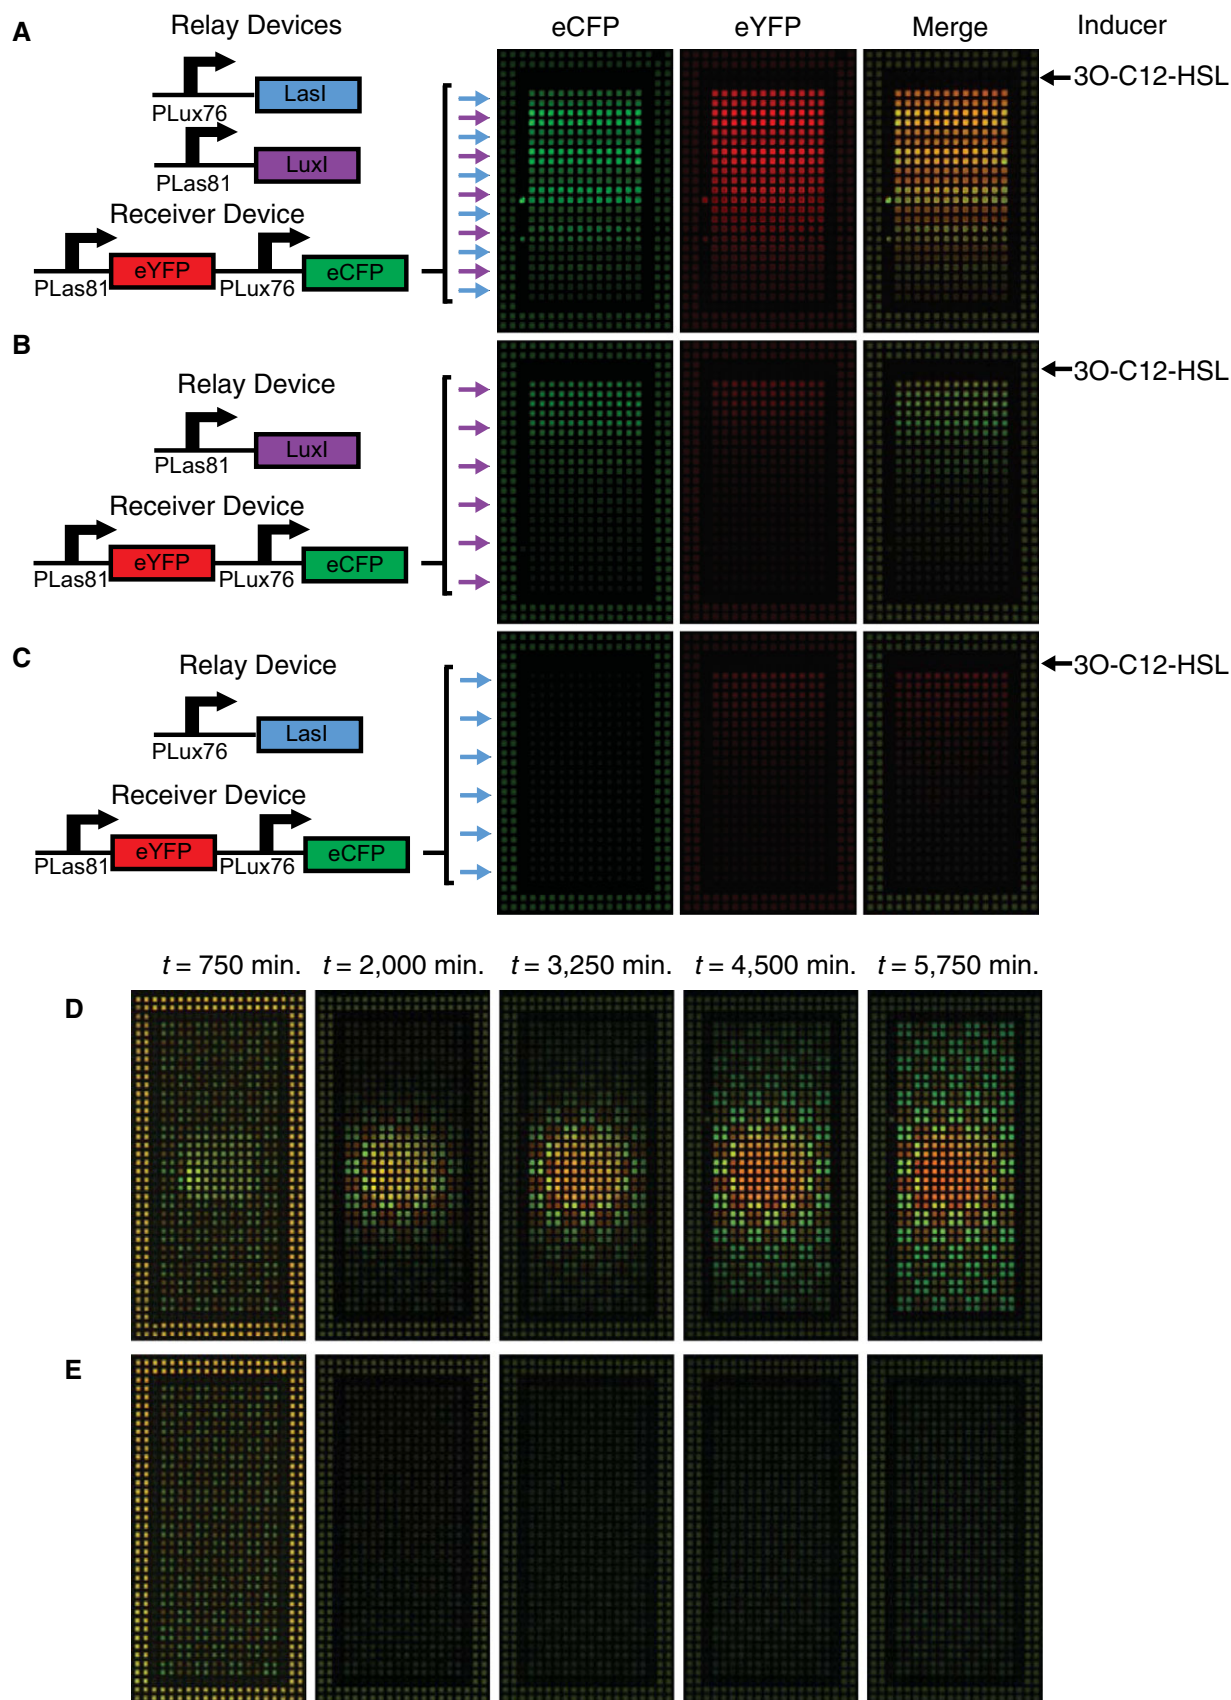 A
Relay Devices
eCFP
eYFP
Merge
Inducer
PLux76
LasI
3O-C12-HSL
PLas81
LuxI
Receiver Device
PLas81
eYFP
PLux76
eCFP
B
Relay Device
3O-C12-HSL
PLas81
LuxI
Receiver Device
PLas81
eYFP
PLux76
eCFP
C
Relay Device
3O-C12-HSL
PLux76
LasI
Receiver Device
PLas81
eYFP
PLux76
eCFP
t = 750 min.
t = 2,000 min.
t = 3,250 min.
t = 4,500 min.
t = 5,750 min.
D
E